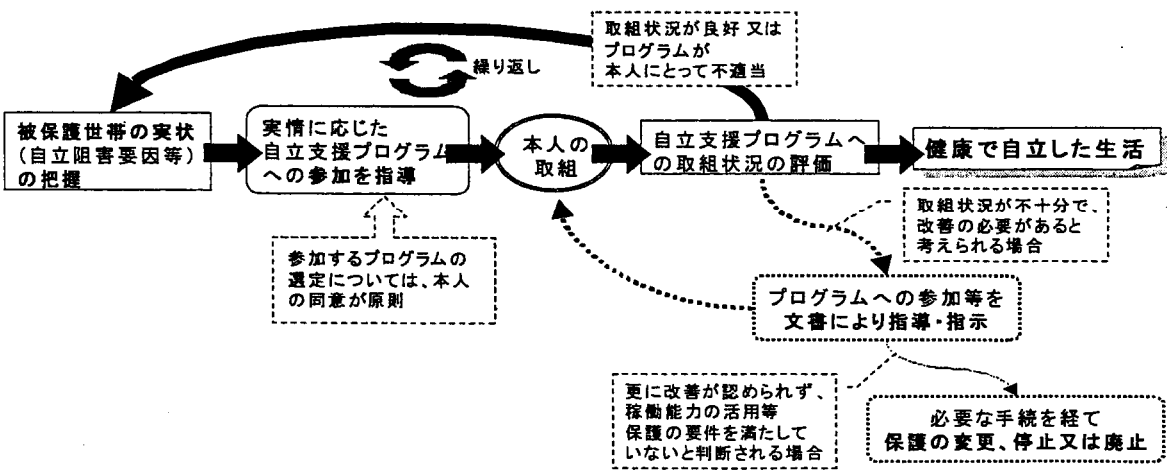 取組状況が良好又は
プログラムが
本人にとって不適当
繰り返し
被保護世帯の実状
(自立阻害要因等)
の把握
実情に応じた
自立支援プログラム
への参加を指導
本人の
取組
自立支援プログラムへ
の取組状況の評価
健康で自立した生活
取組状況が不十分で、
改善の必要があると
考えられる場合
参加するプログラムの
選定については、本人
の同意が原則
プログラムへの参加等を
文書により指導・指示
更に改善が認められず、
稼働能力の活用等
保護の要件を満たして
いないと判断される場合
必要な手続を経て
保護の変更、停止又は廃止